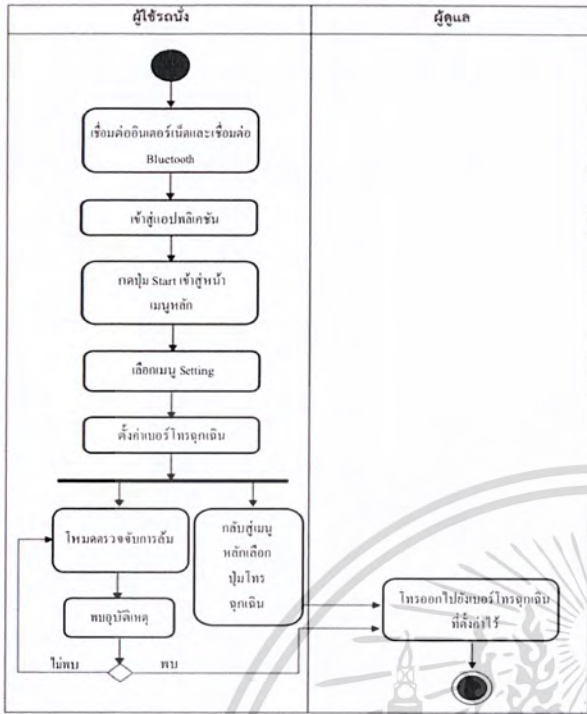 ผู้ใช้รถนั่ง
ผู้ดูแล
เชื่อมต่ออินเตอร์เน็ตและเชื่อมต่อ
Bluetooth
เข้าสู่แอปพลิเคชัน
กดปุ่ม Start เข้าสู่หน้า
เมนูหลัก
เลือกเมนู Setting
ตั้งค่าเบอร์โทรฉุกเฉิน
โหมดตรวจจับการล้ม
กลับสู่เมนู
หลักเลือก
ปุ่มโทร
ฉุกเฉิน
พบอุบัติเหตุ
ไม่พบ
พบ
โทรออกไปยังเบอร์โทรฉุกเฉิน
ที่ตั้งค่าไว้